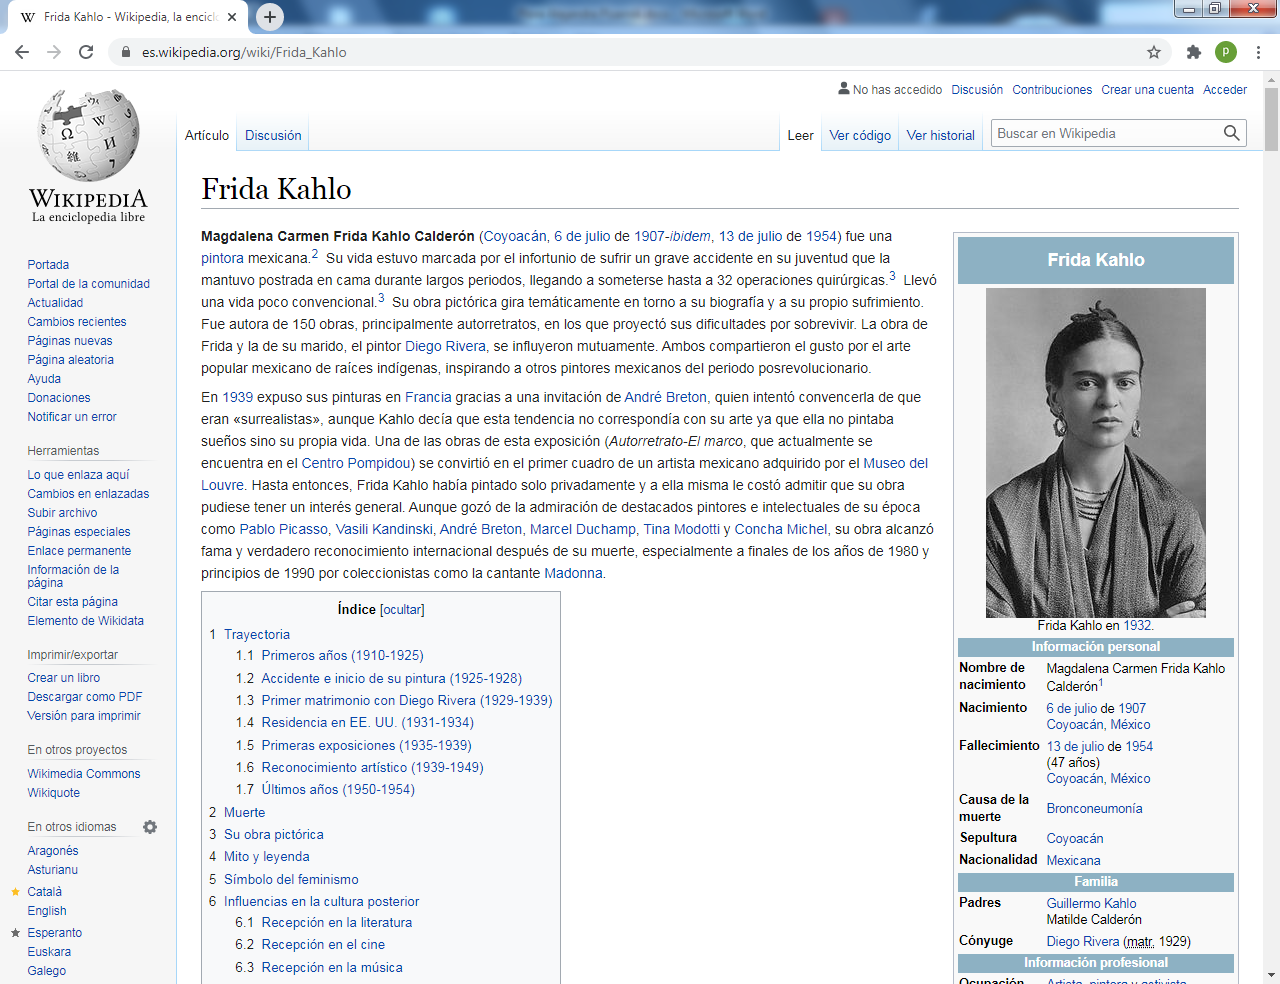 Frida Kahlo - Wikipedia, la encicl
es.wikipedia.org/wiki/Frida_Kahlo
p
No has accedido Discusión Contribuciones Crear una cuenta Acceder
WIKIPEDIA
La enciclopedia libre
Artículo Discusión Leer Ver código Ver historial Buscar en Wikipedia
Portada
Portal de la comunidad
Actualidad
Cambios recientes
Páginas nuevas
Página aleatoria
Ayuda
Donaciones
Notificar un error
Herramientas
Lo que enlaza aquí
Cambios en enlazadas
Subir archivo
Páginas especiales
Enlace permanente
Información de la
página
Citar esta página
Elemento de Wikidata
Imprimir/exportar
Crear un libro
Descargar como PDF
Versión para imprimir
En otros proyectos
Wikimedia Commons
Wikiquote
En otros idiomas
Aragonés
Asturianu
Català
English
Esperanto
Euskara
Galego
Frida Kahlo
Magdalena Carmen Frida Kahlo Calderón (Coyoacán, 6 de julio de 1907-ibidem, 13 de julio de 1954) fue una
pintora mexicana.2 Su vida estuvo marcada por el infortunio de sufrir un grave accidente en su juventud que la
mantuvo postrada en cama durante largos periodos, llegando a someterse hasta a 32 operaciones quirúrgicas.3 Llevó
una vida poco convencional.3 Su obra pictórica gira temáticamente en torno a su biografía y a su propio sufrimiento.
Fue autora de 150 obras, principalmente autorretratos, en los que proyectó sus dificultades por sobrevivir. La obra de
Frida y la de su marido, el pintor Diego Rivera, se influyeron mutuamente. Ambos compartieron el gusto por el arte
popular mexicano de raíces indígenas, inspirando a otros pintores mexicanos del periodo posrevolucionario.
En 1939 expuso sus pinturas en Francia gracias a una invitación de André Breton, quien intentó convencerla de que
eran «surrealistas», aunque Kahlo decía que esta tendencia no correspondía con su arte ya que ella no pintaba
sueños sino su propia vida. Una de las obras de esta exposición (Autorretrato-El marco, que actualmente se
encuentra en el Centro Pompidou) se convirtió en el primer cuadro de un artista mexicano adquirido por el Museo del
Louvre. Hasta entonces, Frida Kahlo había pintado solo privadamente y a ella misma le costó admitir que su obra
pudiese tener un interés general. Aunque gozó de la admiración de destacados pintores e intelectuales de su época
como Pablo Picasso, Vasili Kandinski, André Breton, Marcel Duchamp, Tina Modotti y Concha Michel, su obra alcanzó
fama y verdadero reconocimiento internacional después de su muerte, especialmente a finales de los años de 1980 y
principios de 1990 por coleccionistas como la cantante Madonna.
Índice [ocultar]
1 Trayectoria
1.1 Primeros años (1910-1925)
1.2 Accidente e inicio de su pintura (1925-1928)
1.3 Primer matrimonio con Diego Rivera (1929-1939)
1.4 Residencia en EE. UU. (1931-1934)
1.5 Primeras exposiciones (1935-1939)
1.6 Reconocimiento artístico (1939-1949)
1.7 Últimos años (1950-1954)
2 Muerte
3 Su obra pictórica
4 Mito y leyenda
5 Símbolo del feminismo
6 Influencias en la cultura posterior
6.1 Recepción en la literatura
6.2 Recepción en el cine
6.3 Recepción en la música
Frida Kahlo
Frida Kahlo en 1932.
Información personal
Nombre de nacimiento Magdalena Carmen Frida Kahlo Calderón1
Nacimiento 6 de julio de 1907
Coyoacán, México
Fallecimiento 13 de julio de 1954
(47 años)
Coyoacán, México
Causa de la muerte Bronconeumonía
Sepultura Coyoacán
Nacionalidad Mexicana
Familia
Padres Guillermo Kahlo
Matilde Calderón
Cónyuge Diego Rivera (matr. 1929)
Información profesional
Ocupación Artista, pintora y activista